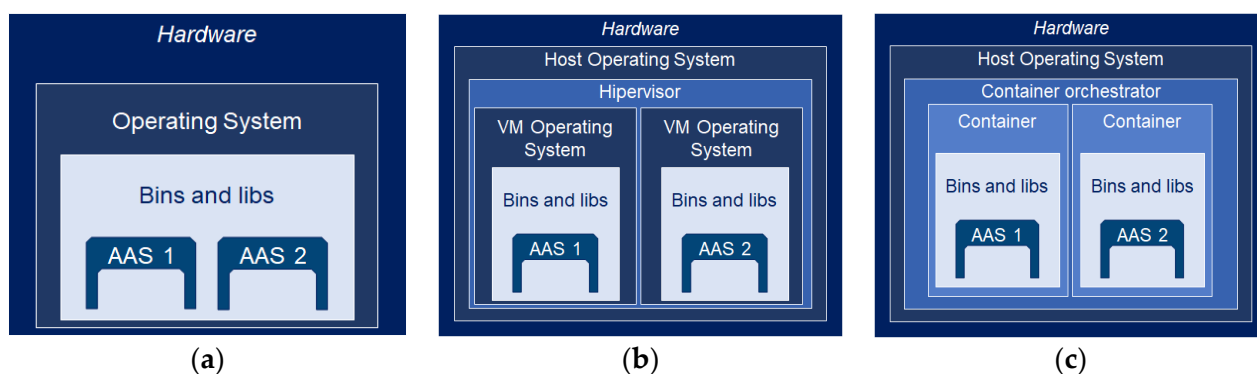 Hardware
Operating System
Bins and libs
AAS 1
AAS 2
(a)
Hardware
Host Operating System
Hipervisor
VM Operating
System
Bins and libs
AAS 1
VM Operating
System
Bins and libs
AAS 2
(b)
Hardware
Host Operating System
Container orchestrator
Container
Bins and libs
AAS 1
Container
Bins and libs
AAS 2
(c)